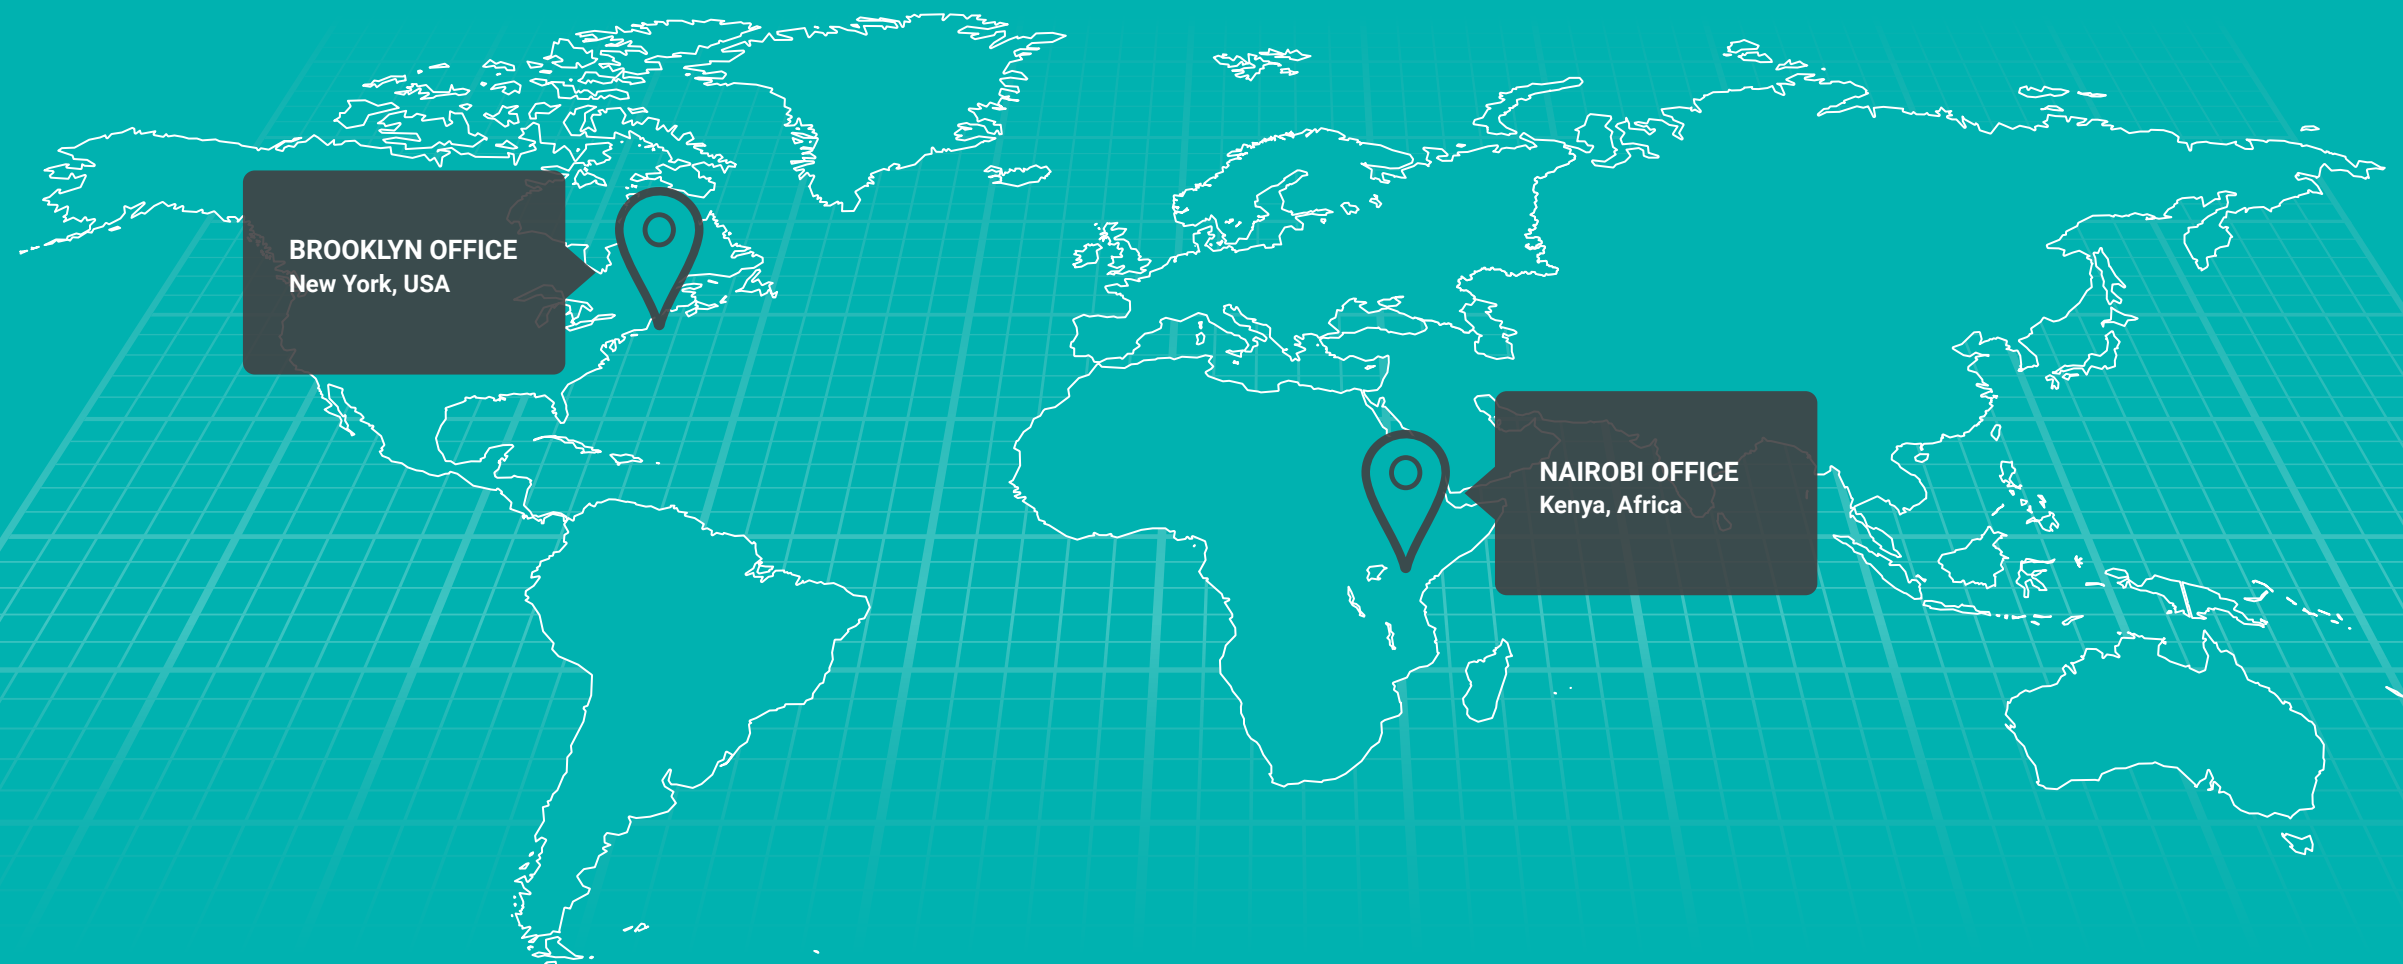 BROOKLYN OFFICE
New York, USA
NAIROBI OFFICE
Kenya, Africa